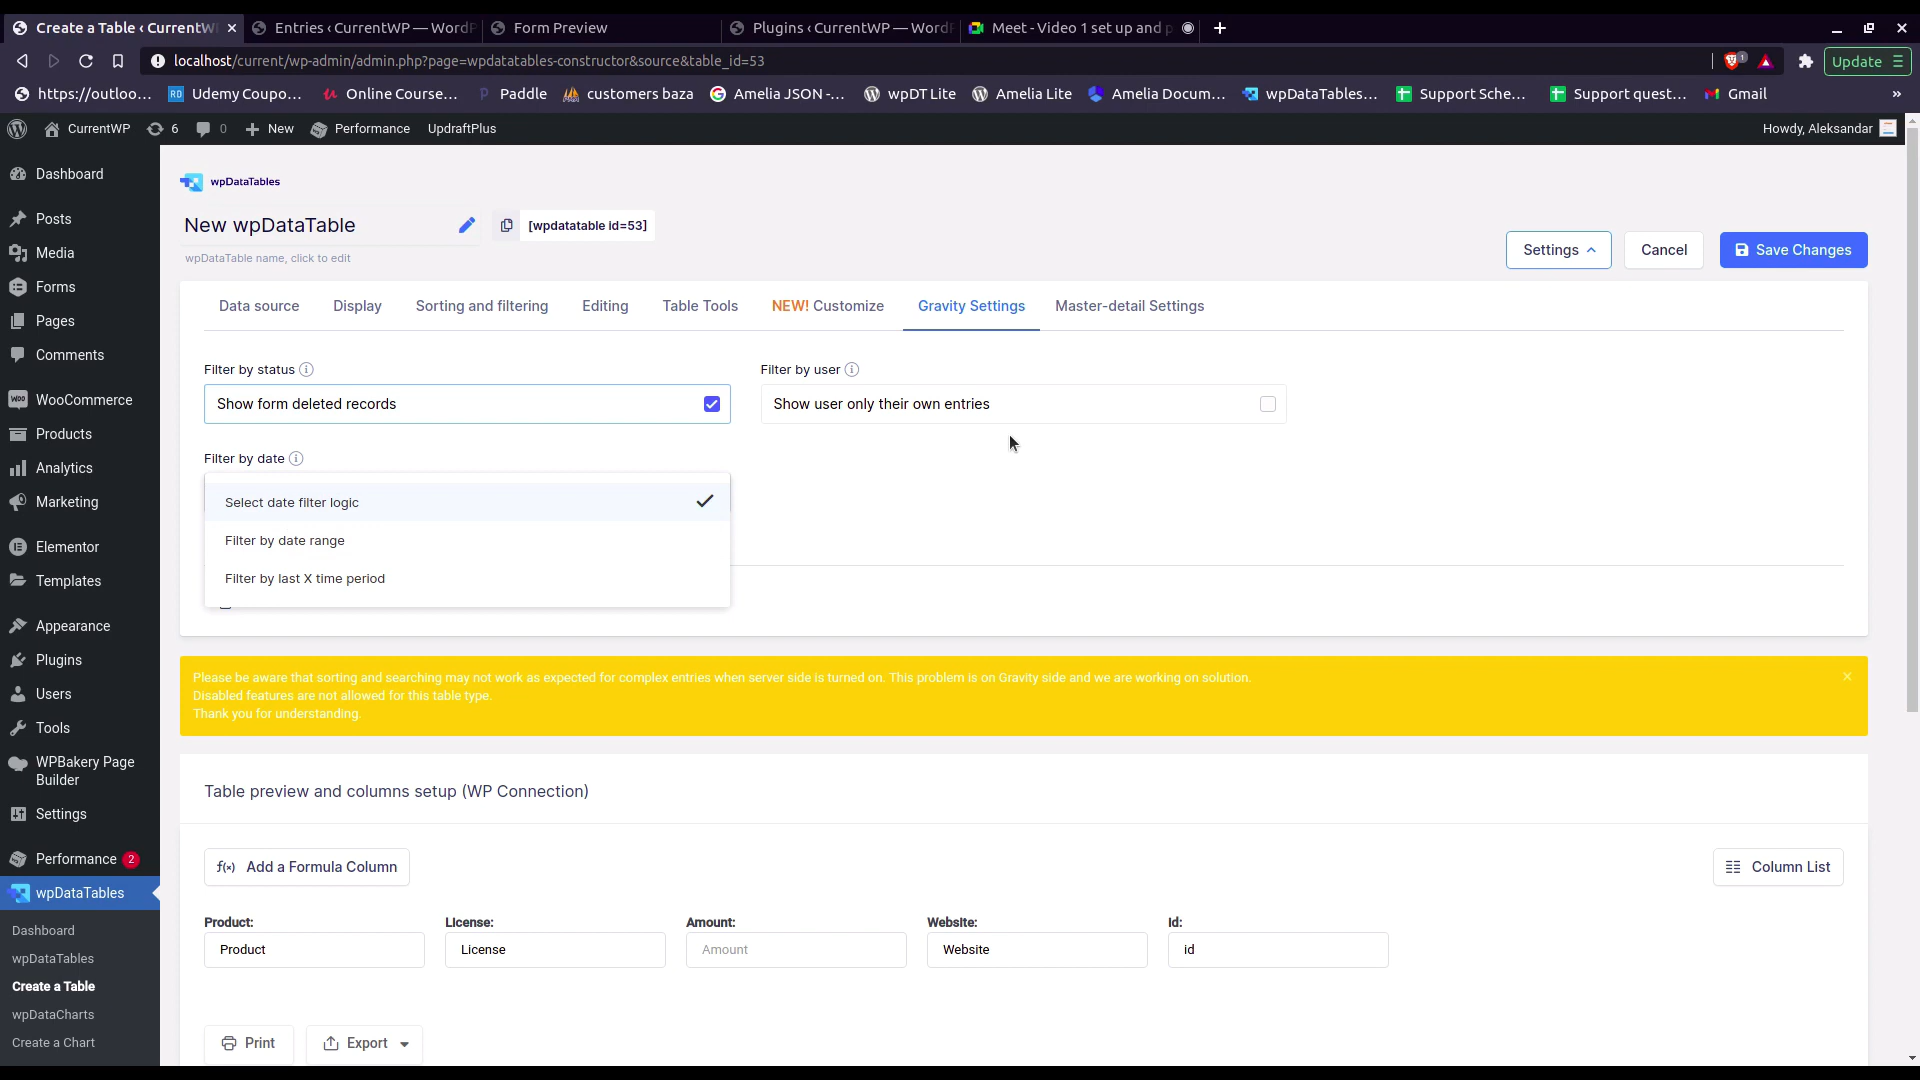 Create a Table ‹ CurrentW
Entries ‹ CurrentWP — WordP
Form Preview
Plugins ‹ CurrentWP — Word
Meet - Video 1 set up and p
localhost/current/wp-admin/admin.php?page=wpdatatables-constructor&source&table_id=53
1
Update
https://outloo...
RD
Udemy Coupo...
Online Course...
Paddle
customers baza
Amelia JSON -...
wpDT Lite
Amelia Lite
Amelia Docum...
wpDataTables...
Support Sche...
Support quest...
Gmail
»
CurrentWP
6
0
New
Performance
UpdraftPlus
Howdy, Aleksandar
Dashboard
Posts
Media
Forms
Pages
Comments
WooCommerce
Products
Analytics
Marketing
Elementor
Templates
Appearance
Plugins
Users
Tools
WPBakery Page
Builder
Settings
Performance 2
wpDataTables
Dashboard
wpDataTables
Create a Table
wpDataCharts
Create a Chart
wpDataTables
New wpDataTable
[wpdatatable id=53]
wpDataTable name, click to edit
Settings
Cancel
Save Changes
Data source
Display
Sorting and filtering
Editing
Table Tools
NEW! Customize
Gravity Settings
Master-detail Settings
Filter by status
Show form deleted records
Filter by user
Show user only their own entries
Filter by date
Select date filter logic
Filter by date range
Filter by last X time period
Please be aware that sorting and searching may not work as expected for complex entries when server side is turned on. This problem is on Gravity side and we are working on solution.
Disabled features are not allowed for this table type.
Thank you for understanding.
×
Table preview and columns setup (WP Connection)
f(x) Add a Formula Column
Column List
Product:
License:
Amount:
Website:
Id:
Product
License
Amount
Website
id
Print
Export